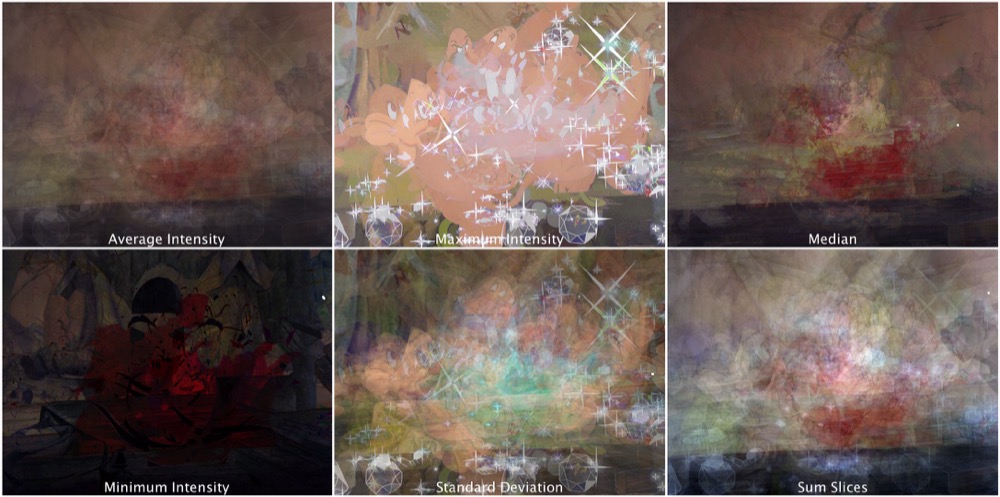 Average Intensity
Maximum Intensity
Median
Minimum Intensity
Standard Deviation
Sum Slices